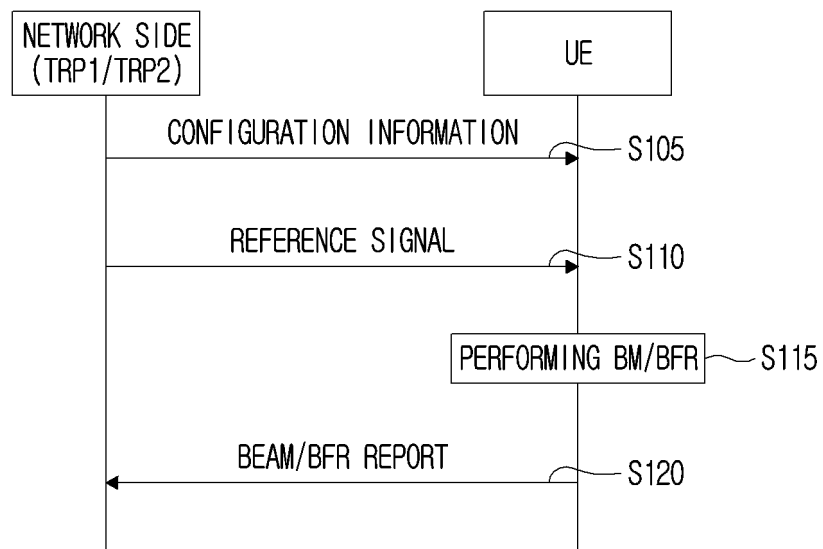 NETWORK SIDE
(TRP1/TRP2)
UE
CONFIGURATION INFORMATION
S105
REFERENCE SIGNAL
S110
PERFORMING BM/BFR
S115
BEAM/BFR REPORT
S120